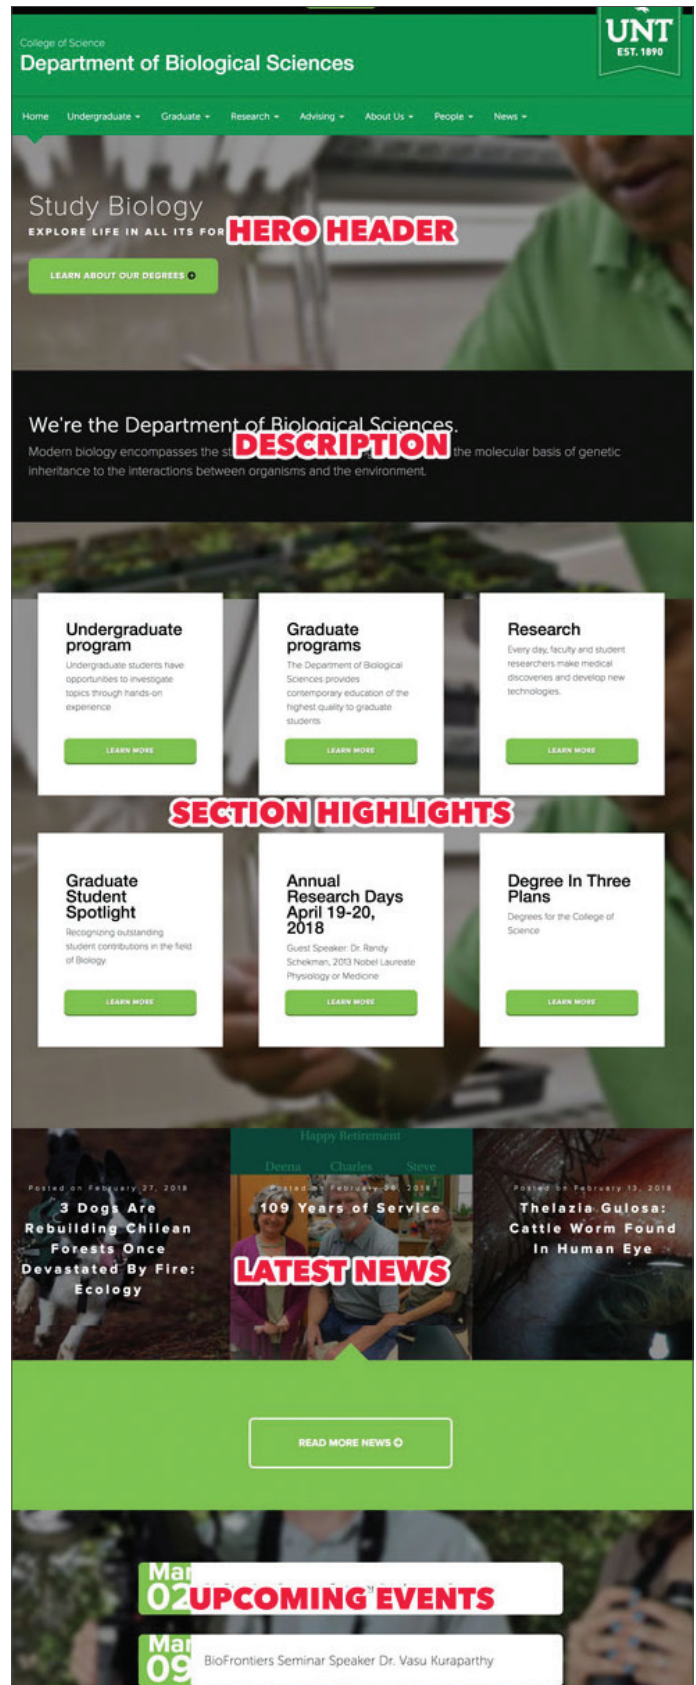 UNT
EST. 1890
College of Science
Department of Biological Sciences
Home Undergraduate Graduate Research Advising About Us People News
Study Biology
EXPLORE LIFE IN ALL ITS FOR
HERO HEADER
LEARN ABOUT OUR DEGREES
We're the Department of Biological Sciences.
DESCRIPTION
Modern biology encompasses the the molecular basis of genetic
inheritance to the interactions between organisms and the environment.
Undergraduate
program
Undergraduate students have
opportunities to investigate
topics through hands-on
experience
LEARN MORE
Graduate
programs
The Department of Biological
Sciences provides
contemporary education of the
highest quality to graduate
students
LEARN MORE
Research
Every day, faculty and student
researchers make medical
discoveries and develop new
technologies.
LEARN MORE
SECTION HIGHLIGHTS
Graduate
Student
Spotlight
Recognizing outstanding
student contributions in the field
of Biology.
LEARN MORE
Annual
Research Days
April 19-20,
2018
Guest Speaker: Dr. Randy
Schekman, 2013 Nobel Laureate
Physiology or Medicine
LEARN MORE
Degree In Three
Plans
Degrees for the College of
Science
LEARN MORE
Posted on February 27, 2018
3 Dogs Are
Rebuilding Chilean
Forests Once
Devastated By Fire:
Ecology
Happy Retirement
Deena Charles Steve
Posted on February 2018
109 Years of Service
Posted on February 13, 2018
Thelazia Gulosa:
Cattle Worm Found
In Human Eye
LATEST NEWS
READ MORE NEWS
Mar
02
UPCOMING EVENTS
Mar
09
BioFrontiers Seminar Speaker Dr. Vasu Kuraparthy